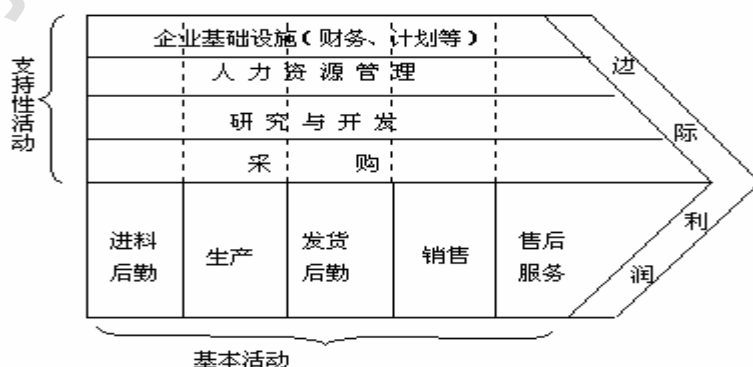 企业基础设施(财务、计划等)
人力资源管理
研究与开发
采购
支持性活动
进料后勤
生产
发货后勤
销售
售后服务
边际利润
基本活动